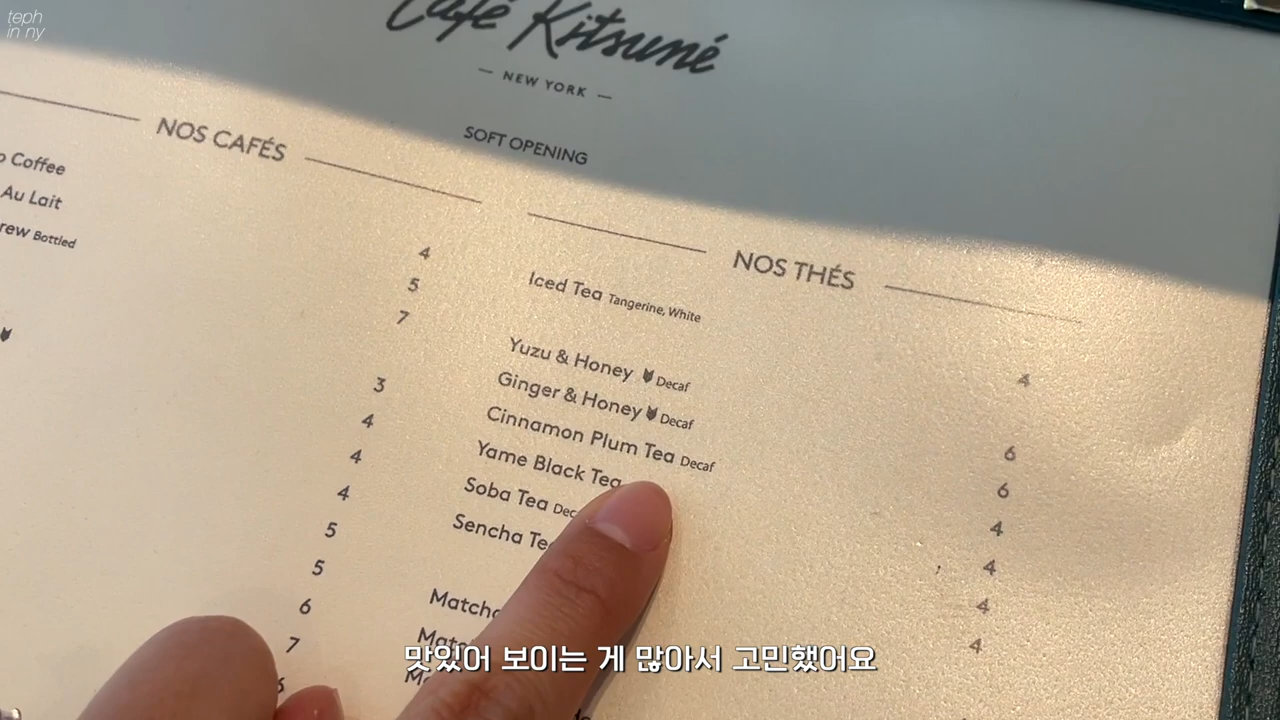 teph
in ny
Café Kitsuné
— NEW YORK —
SOFT OPENING
NOS CAFÉS
Coffee
Au Lait
Bottled
4
5
7
3
4
4
4
5
5
6
7
NOS THÉS
Iced Tea Tangerine, White 4
Yuzu & Honey Decaf 6
Ginger & Honey Decaf 6
Cinnamon Plum Tea Decaf 4
Yame Black Tea 4
Soba Tea 4
Sencha 4
Matcha
맛있어 보이는 게 많아서 고민했어요